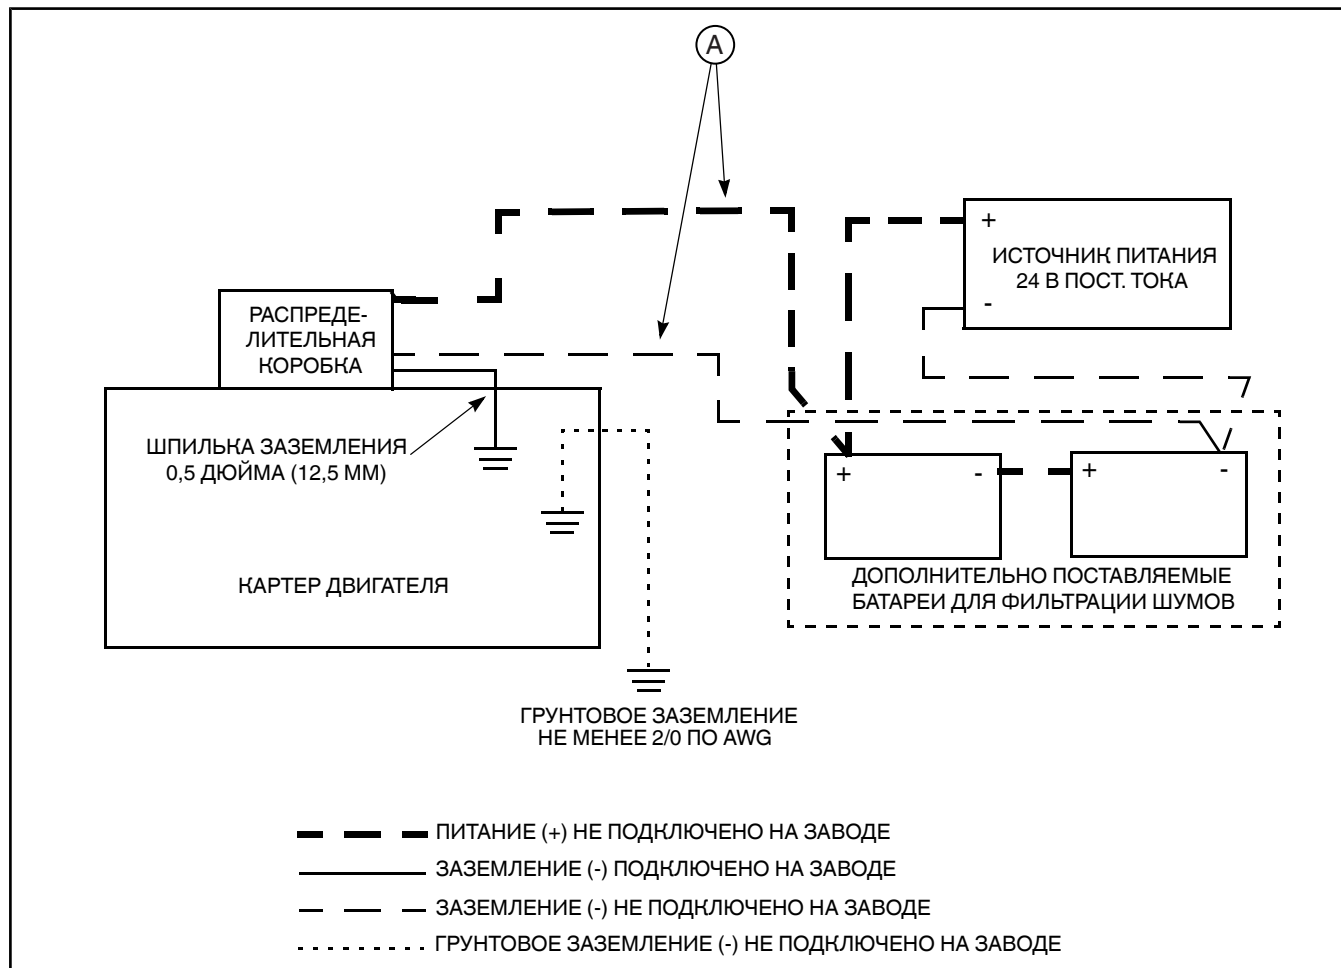 A
+
ИСТОЧНИК ПИТАНИЯ
24 В ПОСТ. ТОКА
-
РАСПРЕДЕ-
ЛИТЕЛЬНАЯ
КОРОБКА
ШПИЛЬКА ЗАЗЕМЛЕНИЯ
0,5 ДЮЙМА (12,5 ММ)
+ - + -
КАРТЕР ДВИГАТЕЛЯ
ДОПОЛНИТЕЛЬНО ПОСТАВЛЯЕМЫЕ
БАТАРЕИ ДЛЯ ФИЛЬТРАЦИИ ШУМОВ
ГРУНТОВОЕ ЗАЗЕМЛЕНИЕ
НЕ МЕНЕЕ 2/0 ПО AWG
ПИТАНИЕ (+) НЕ ПОДКЛЮЧЕНО НА ЗАВОДЕ
ЗАЗЕМЛЕНИЕ (-) ПОДКЛЮЧЕНО НА ЗАВОДЕ
ЗАЗЕМЛЕНИЕ (-) НЕ ПОДКЛЮЧЕНО НА ЗАВОДЕ
ГРУНТОВОЕ ЗАЗЕМЛЕНИЕ (-) НЕ ПОДКЛЮЧЕНО НА ЗАВОДЕ